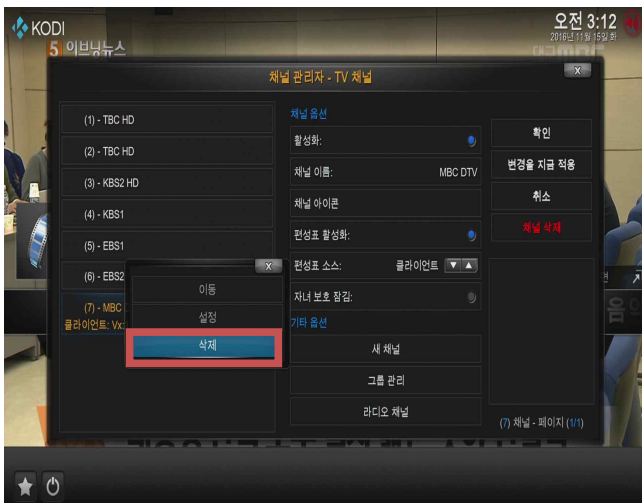 KODI
오전 3:12
2016년 11월 15일 화
5 이브닝뉴스
대구MBC
채널 관리자 - TV 채널
x
(1) - TBC HD
(2) - TBC HD
(3) - KBS2 HD
(4) - KBS1
(5) - EBS1
(6) - EBS2
(7) - MBC
클라이언트: Vx:
x
이동
설정
삭제
채널 옵션
활성화:
채널 이름: MBC DTV
채널 아이콘
편성표 활성화:
편성표 소스: 클라이언트
자녀 보호 잠김:
기타 옵션
새 채널
그룹 관리
라디오 채널
확인
변경을 지금 적용
취소
채널 삭제
(7) 채널 - 페이지 (1/1)
음